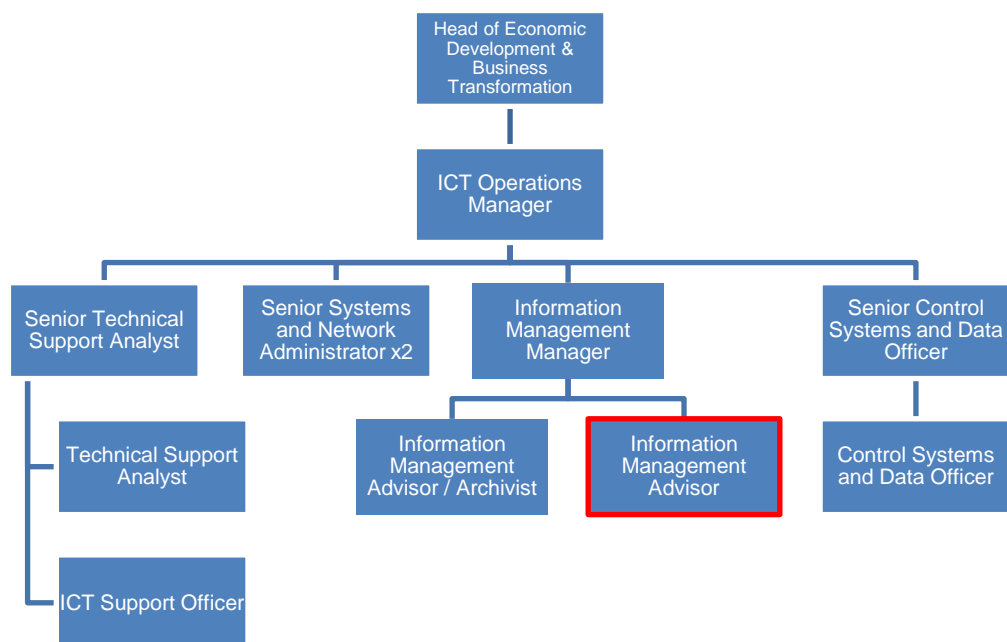 Head of Economic
Development &
Business
Transformation
ICT Operations
Manager
Senior Technical
Support Analyst
Senior Systems
and Network
Administrator x2
Information
Management
Manager
Senior Control
Systems and Data
Officer
Technical Support
Analyst
Information
Management
Advisor / Archivist
Information
Management
Advisor
Control Systems
and Data Officer
ICT Support Officer